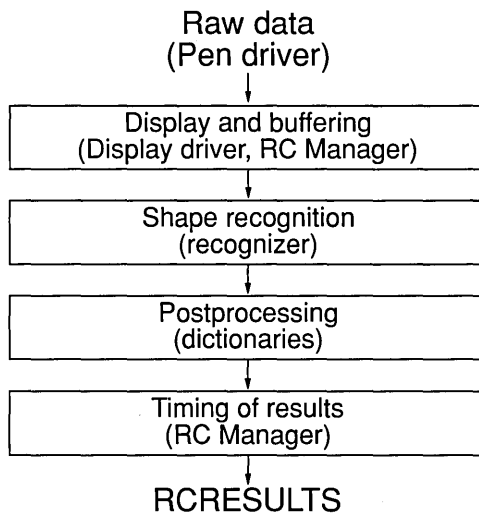 Raw data
(Pen driver)
Display and buffering
(Display driver, RC Manager)
Shape recognition
(recognizer)
Postprocessing
(dictionaries)
Timing of results
(RC Manager)
RCRESULTS